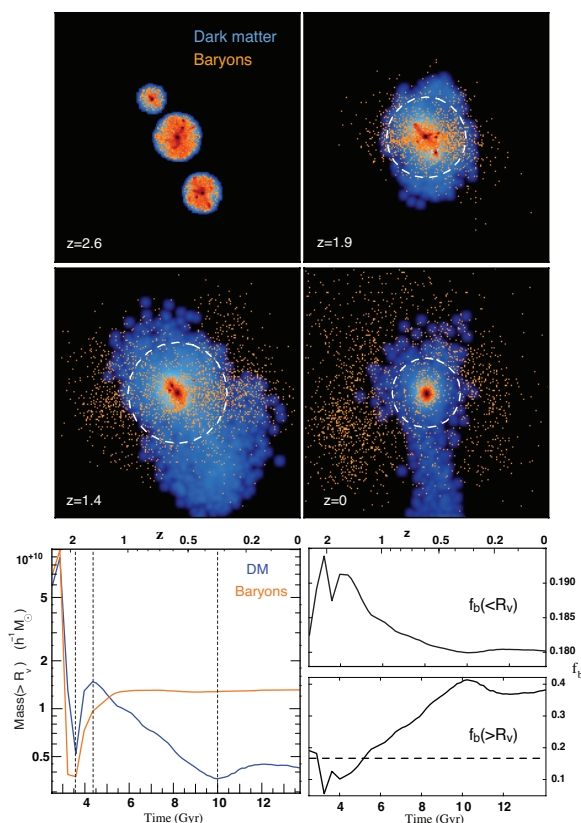 Dark matter
Baryons
z=2.6
z=1.9
z=1.4
z=0
z
2 1 0.5 0.2 0
5
+10
10
2
1
0.5
Mass(> Rv) (h⁻¹M⊙)
DM
Baryons
4 6 8 10 12
Time (Gyr)
z
2 1 0.5 0.2 0
fb(<Rv)
0.190
0.180
fb
fb(>Rv)
0.4
0.3
0.2
0.1
4 6 8 10 12
Time (Gyr)